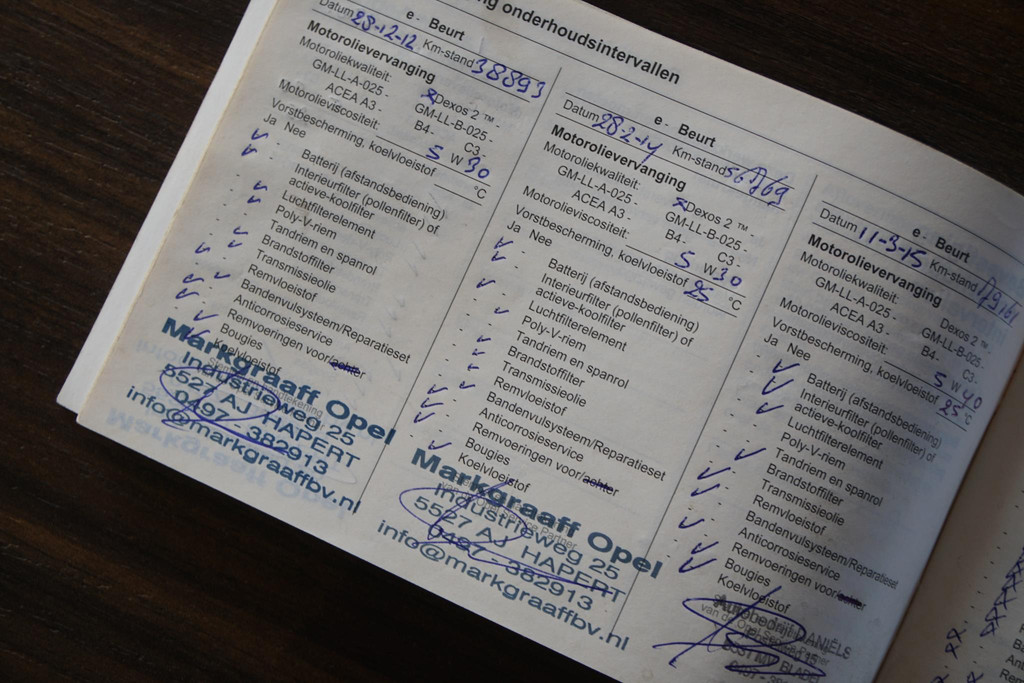 ng onderhoudsintervallen
e - Beurt
Datum 28-12-12 Km-stand 38893
Motorolievervanging
Motoroliekwaliteit: Dexos 2 ™ -
GM-LL-A-025 - GM-LL-B-025 -
ACEA A3 - B4 - C3 -
Motorolieviscositeit: 5 W 30
Vorstbescherming, koelvloeistof °C
Ja Nee
Batterij (afstandsbediening)
Interieurfilter (pollenfilter) of
actieve-koolfilter
Luchtfilterelement
Poly-V-riem
Tandriem en spanrol
Brandstoffilter
Transmissieolie
Remvloeistof
Bandenvulsysteem/Reparatieset
Anticorrosieservice
Remvoeringen voor/achter
Bougies
Koelvloeistof
Markgraaff Opel
Industrieweg 25
5527 AJ HAPERT
0497-382913
info@markgraaffbv.nl
e - Beurt
Datum 28-2-14 Km-stand
Motorolievervanging
Motoroliekwaliteit: Dexos 2 ™ -
GM-LL-A-025 - GM-LL-B-025 -
ACEA A3 - B4 - C3 -
Motorolieviscositeit: 5 W 30
Vorstbescherming, koelvloeistof 25 °C
Ja Nee
Batterij (afstandsbediening)
Interieurfilter (pollenfilter) of
actieve-koolfilter
Luchtfilterelement
Poly-V-riem
Tandriem en spanrol
Brandstoffilter
Transmissieolie
Remvloeistof
Bandenvulsysteem/Reparatieset
Anticorrosieservice
Remvoeringen voor/achter
Bougies
Koelvloeistof
Markgraaff Opel
Industrieweg 25
5527 AJ HAPERT
0497-382913
info@markgraaffbv.nl
e - Beurt
Datum 11-3-15 Km-stand
Motorolievervanging
Motoroliekwaliteit: Dexos 2 ™ -
GM-LL-A-025 - GM-LL-B-025 -
ACEA A3 - B4 - C3 -
Motorolieviscositeit: 5 W 40
Vorstbescherming, koelvloeistof 25 °C
Ja Nee
Batterij (afstandsbediening)
Interieurfilter (pollenfilter) of
actieve-koolfilter
Luchtfilterelement
Poly-V-riem
Tandriem en spanrol
Brandstoffilter
Transmissieolie
Remvloeistof
Bandenvulsysteem/Reparatieset
Anticorrosieservice
Remvoeringen voor/achter
Bougies
Koelvloeistof